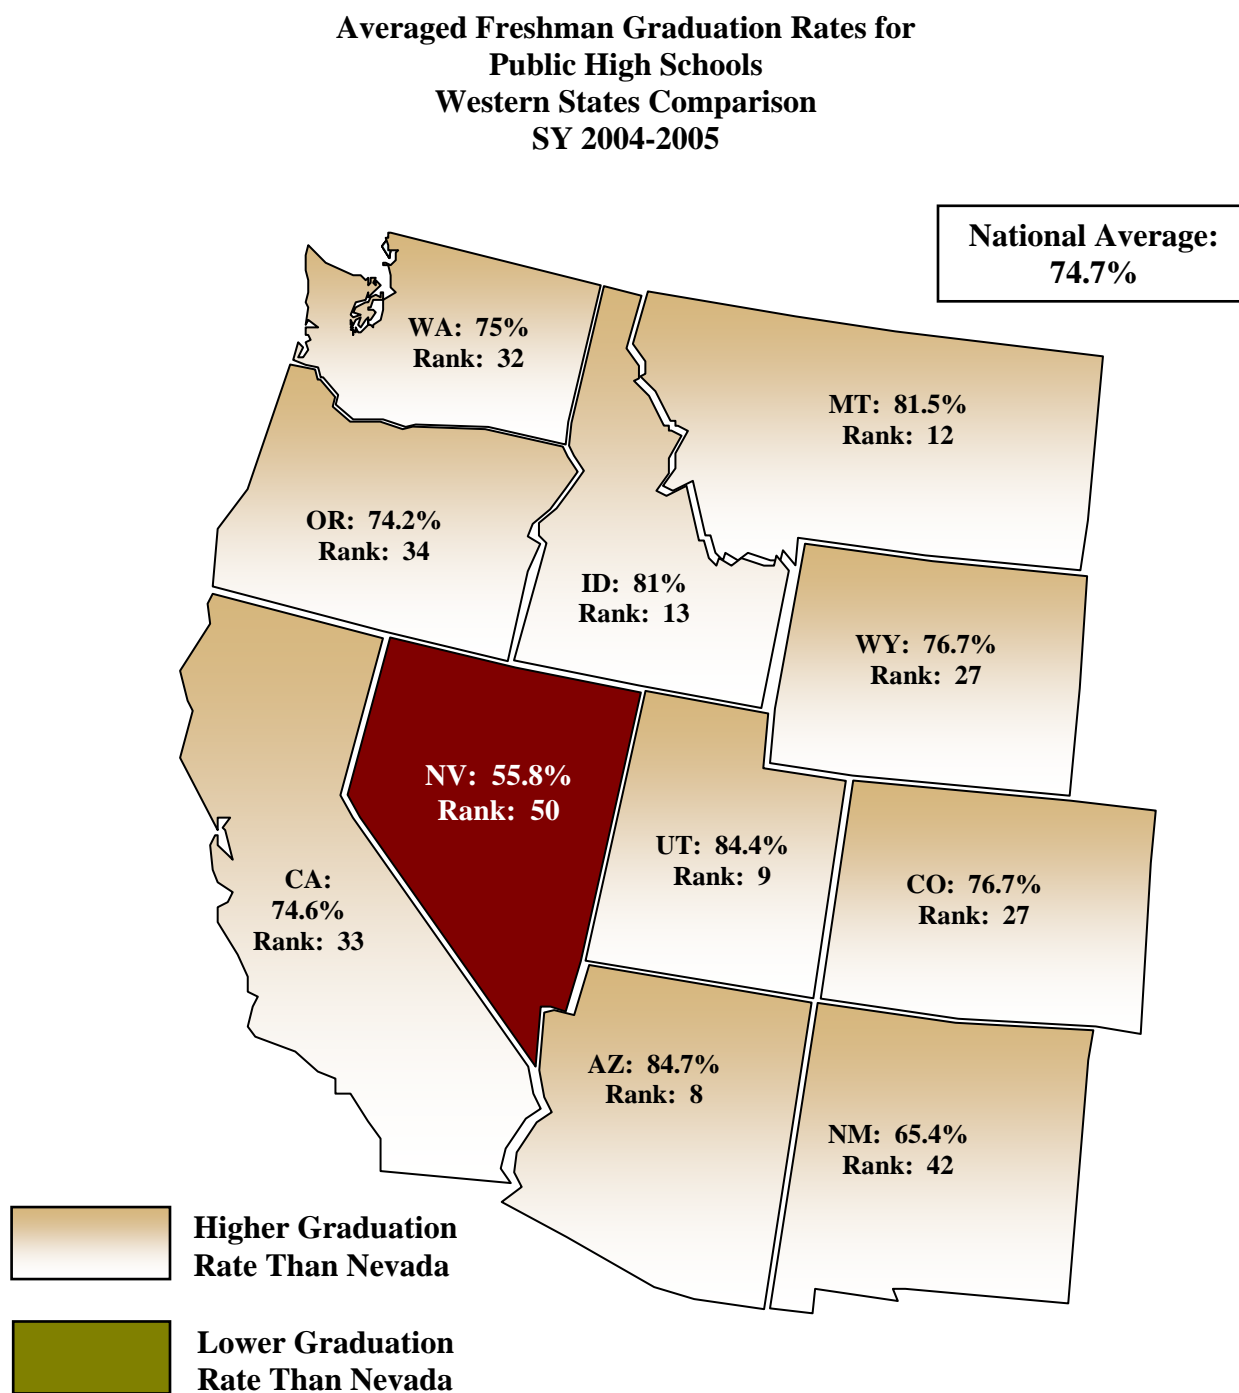 Averaged Freshman Graduation Rates for
Public High Schools
Western States Comparison
SY 2004-2005
National Average:
74.7%
WA: 75%
Rank: 32
MT: 81.5%
Rank: 12
OR: 74.2%
Rank: 34
ID: 81%
Rank: 13
WY: 76.7%
Rank: 27
NV: 55.8%
Rank: 50
UT: 84.4%
Rank: 9
CA:
74.6%
Rank: 33
CO: 76.7%
Rank: 27
AZ: 84.7%
Rank: 8
NM: 65.4%
Rank: 42
Higher Graduation
Rate Than Nevada
Lower Graduation
Rate Than Nevada